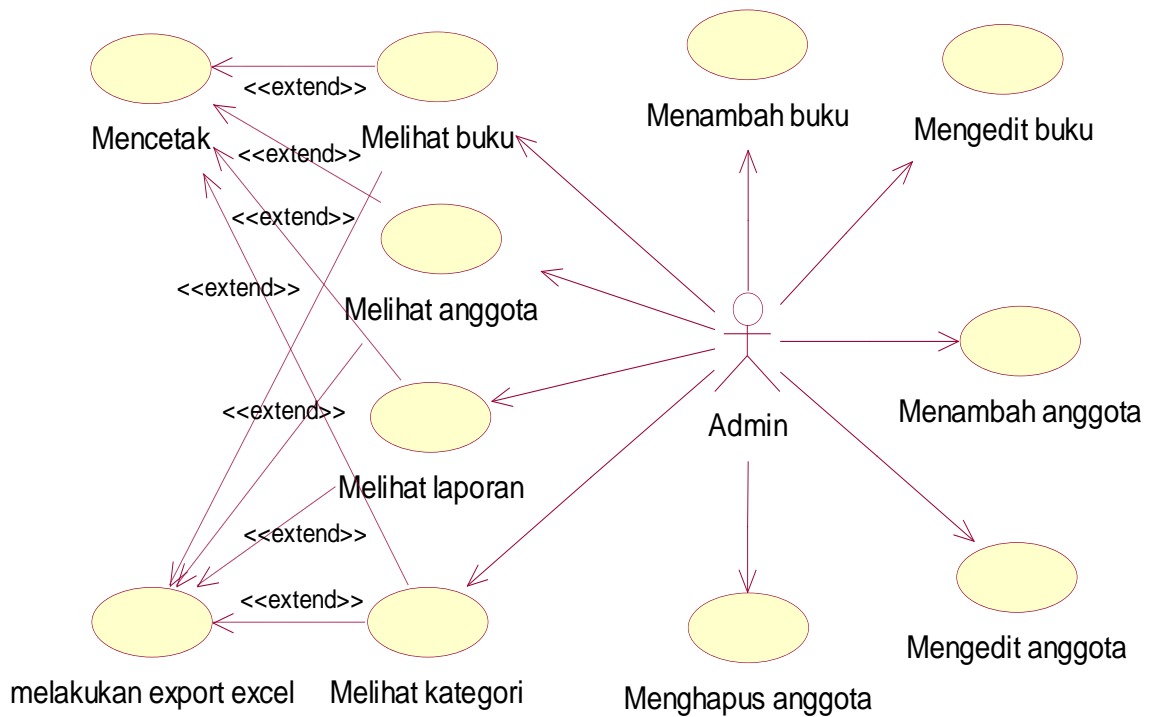 Menambah buku
Mengedit buku
<<extend>>
Mencetak
Melihat buku
<<extend>>
<<extend>>
<<extend>>
Melihat anggota
<<extend>>
Menambah anggota
Admin
Melihat laporan
<<extend>>
<<extend>>
Mengedit anggota
melakukan export excel
Melihat kategori
Menghapus anggota